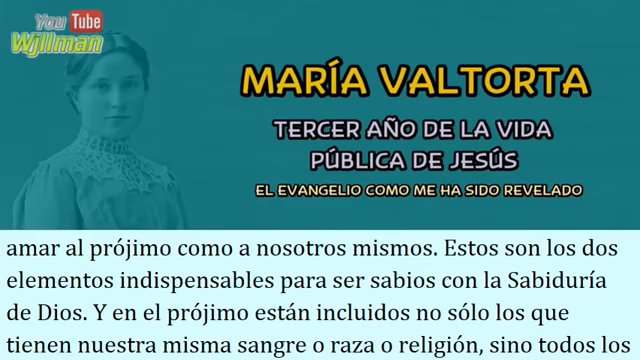 You Tube
Wjllman
MARÍA VALTORTA
TERCER AÑO DE LA VIDA
PÚBLICA DE JESÚS
EL EVANGELIO COMO ME HA SIDO REVELADO
amar al prójimo como a nosotros mismos. Estos son los dos
elementos indispensables para ser sabios con la Sabiduría
de Dios. Y en el prójimo están incluidos no sólo los que
tienen nuestra misma sangre o raza o religión, sino todos los